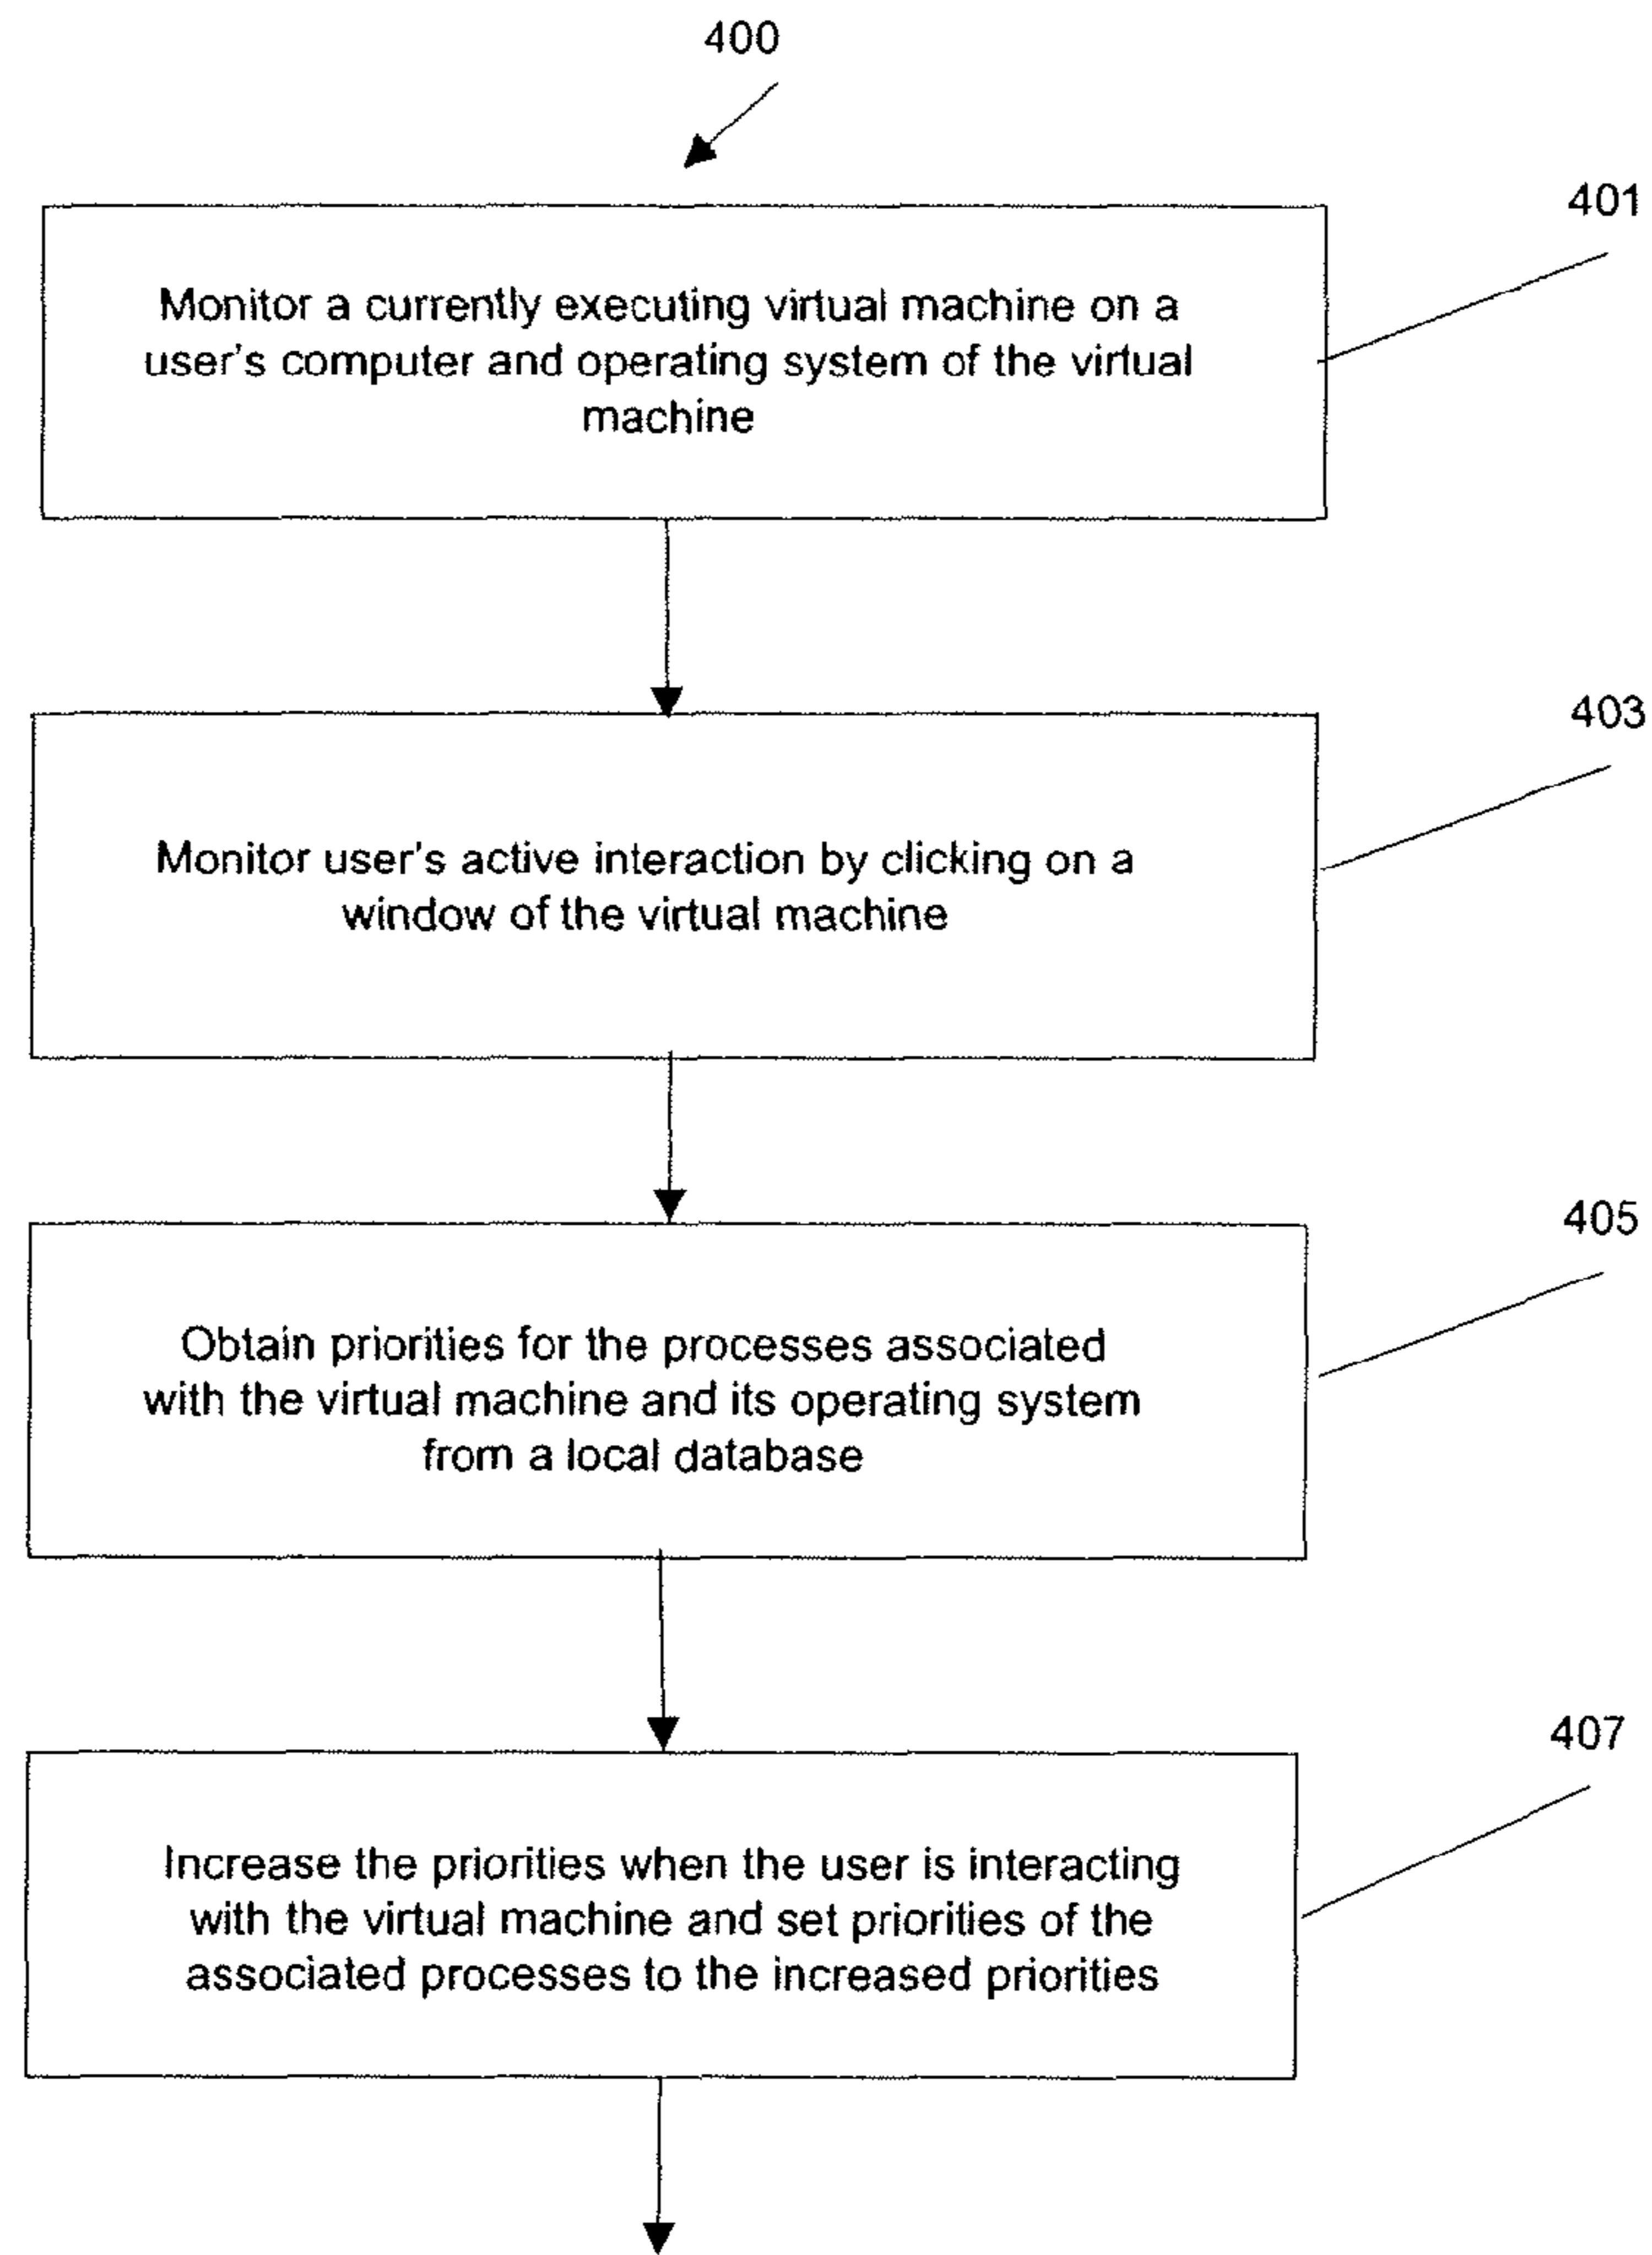 400
401
Monitor a currently executing virtual machine on a
user's computer and operating system of the virtual
machine
403
Monitor user's active interaction by clicking on a
window of the virtual machine
405
Obtain priorities for the processes associated
with the virtual machine and its operating system
from a local database
407
Increase the priorities when the user is interacting
with the virtual machine and set priorities of the
associated processes to the increased priorities